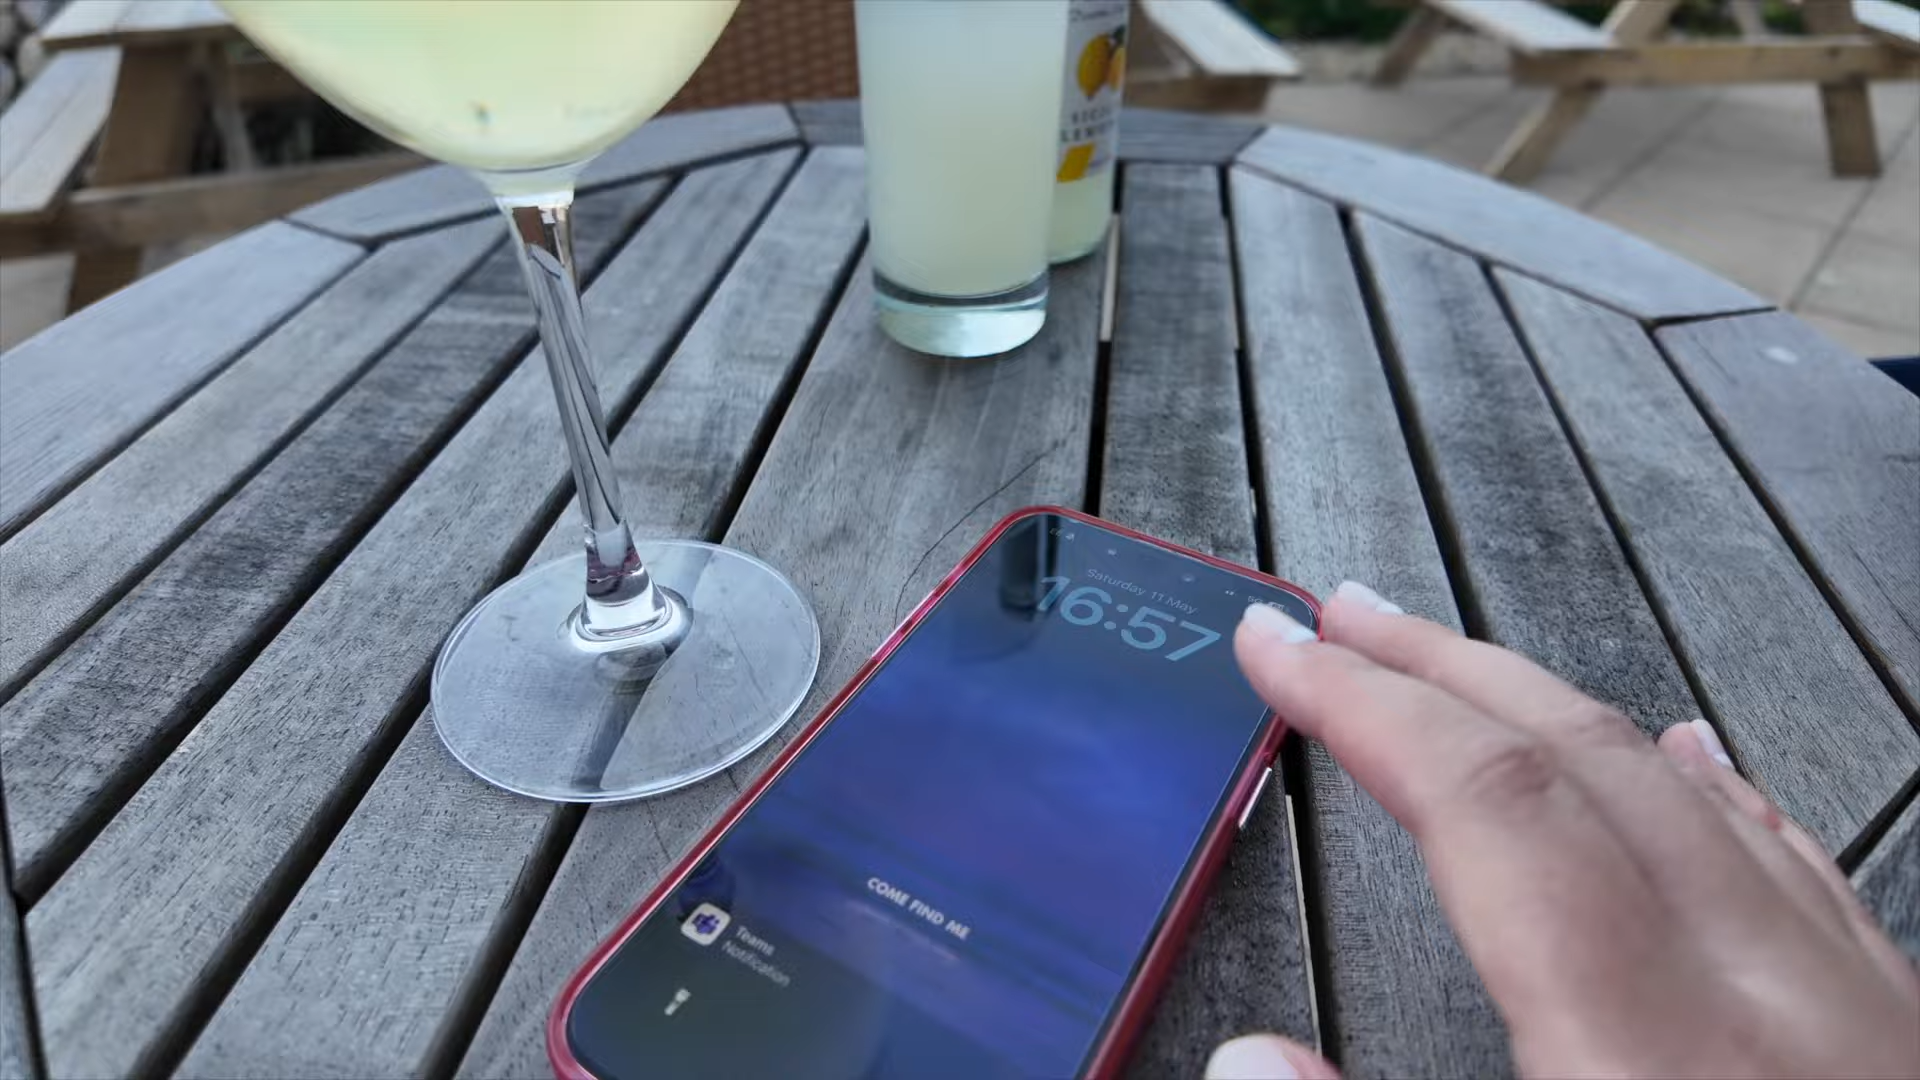 Saturday 11 May
16:57
COME FIND ME
Teams
Notification